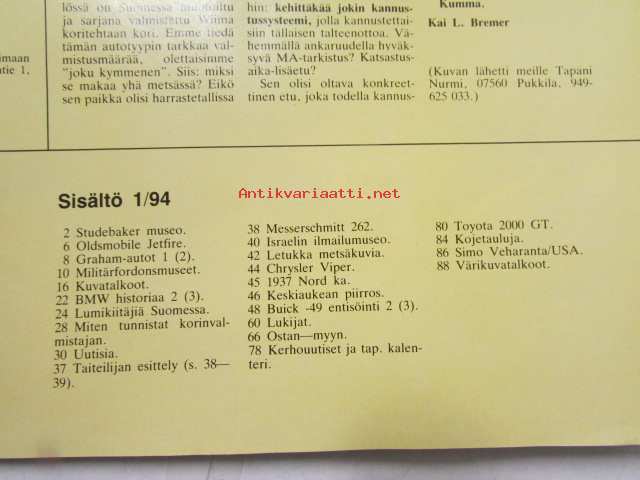 lössä on Suomessa
ja sarjana valmistettu Wiima
koritehtaan kori. Emme tiedä
tämän autotyypin tarkkaa val-
mistusmäärää, olettaisimme
"joku kymmenen". Siis: miksi
se makaa yhä metsässä? Eikö
sen paikka olisi harrastetallissa
imaan
tie 1,
hin: kehittäkää jokin kannus-
tussysteemi, jolla kannustettai-
siin tällaisen talteenottoa. Vä-
hemmällä ankaruudella hyväk-
syvä MA-tarkistus? Katsastus-
aika-lisäetu?
Sen olisi oltava konkreet-
tinen etu, joka todella kannus-
Kumma.
Kai L. Bremer
(Kuvan lähetti meille Tapani
Nurmi, 07560 Pukkila, 949-
625 033.)
Antikvariaatti.net
Sisältö 1/94
2 Studebaker museo.
6 Oldsmobile Jetfire.
8 Graham-autot 1 (2).
10 Militärfordonsmuseet.
16 Kuvatalkoot.
22 BMW historiaa 2 (3).
24 Lumikiitäjiä Suomessa.
28 Miten tunnistat korinval-
mistajan.
30 Uutisia.
37 Taiteilijan esittely (s. 38—
39).
38 Messerschmitt 262.
40 Israelin ilmailumuseo.
42 Letukka metsäkuvia.
44 Chrysler Viper.
45 1937 Nord ka.
46 Keskiaukean piirros.
48 Buick -49 entisöinti 2 (3).
60 Lukijat.
66 Ostan—myyn.
78 Kerhouutiset ja tap. kalen-
teri.
80 Toyota 2000 GT.
84 Kojetauluja.
86 Simo Veharanta/USA.
88 Värikuvatalkoot.